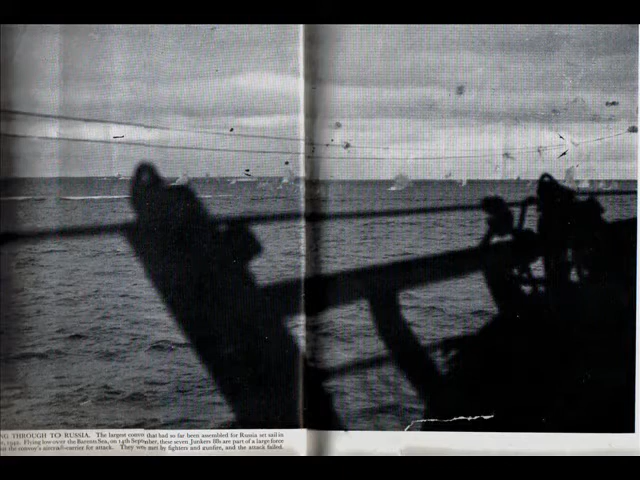 NG THROUGH TO RUSSIA. The largest convoy that had so far been assembled for Russia set sail in
, 1942. Flying low over the Barents Sea, on 14th September, these seven Junkers 88s are part of a large force
the convoy's aircraft-carrier for attack. They were met by fighters and gunfire, and the attack failed.